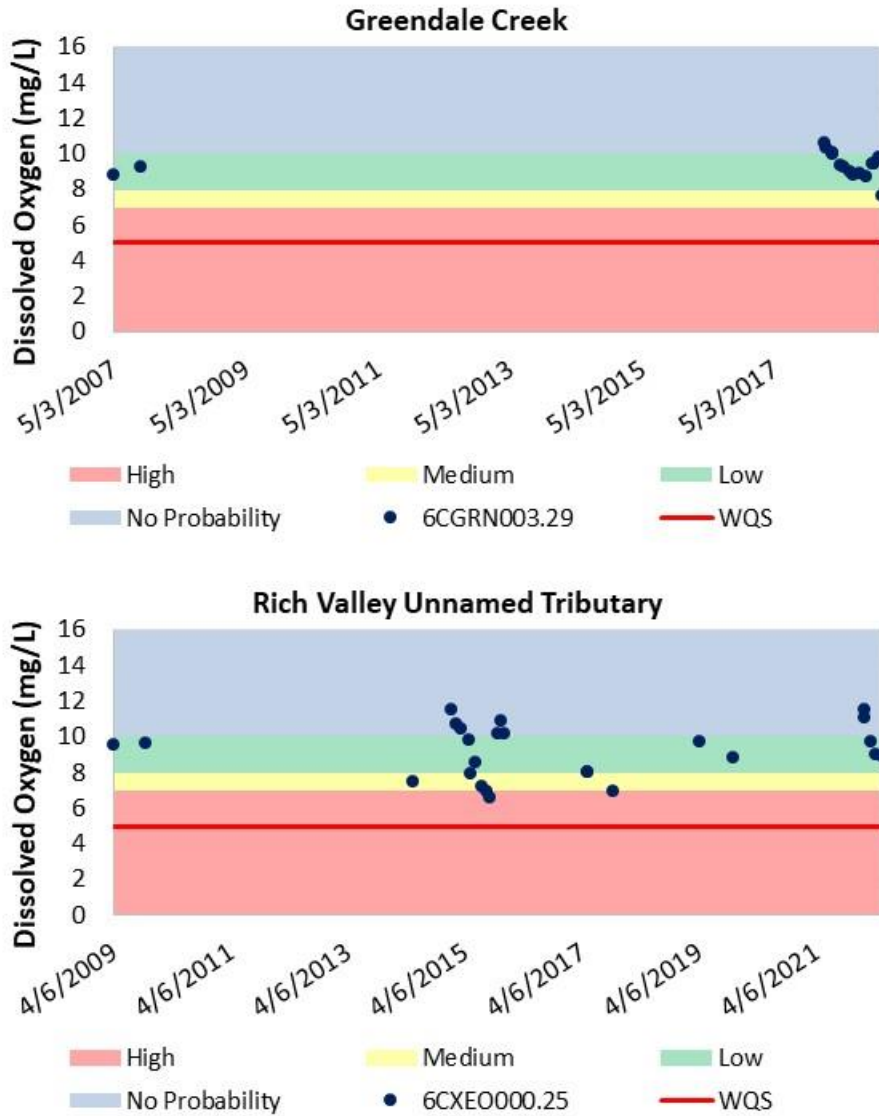 Greendale Creek
Dissolved Oxygen (mg/L)
16
14
12
10
8
6
4
2
0
5/3/2007
5/3/2009
5/3/2011
5/3/2013
5/3/2015
5/3/2017
High
Medium
Low
No Probability
6CGRN003.29
WQS
Rich Valley Unnamed Tributary
Dissolved Oxygen (mg/L)
16
14
12
10
8
6
4
2
0
4/6/2009
4/6/2011
4/6/2013
4/6/2015
4/6/2017
4/6/2019
4/6/2021
High
Medium
Low
No Probability
6CXEO000.25
WQS